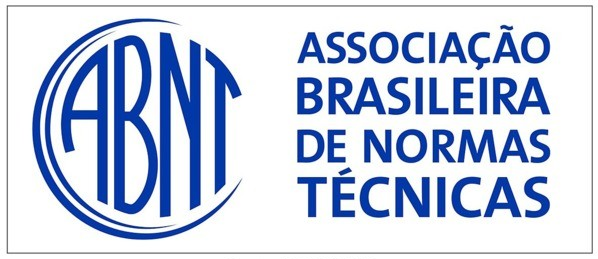 ABNT
ASSOCIAÇÃO
BRASILEIRA
DE NORMAS
TÉCNICAS